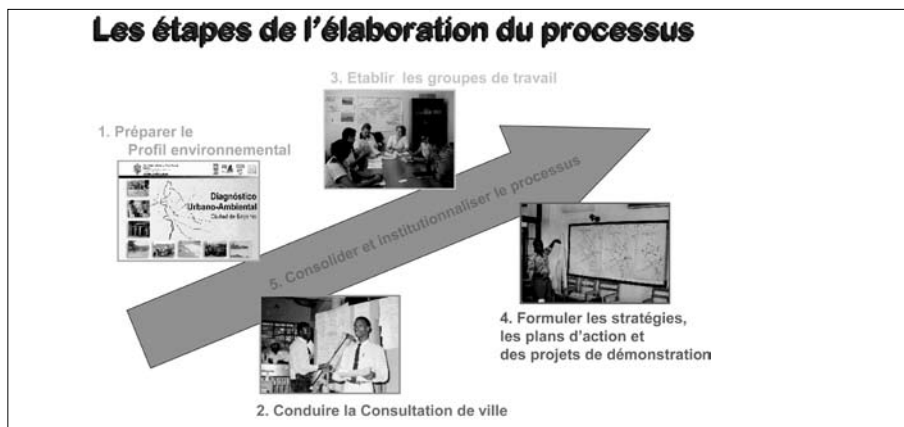 Les étapes de l'élaboration du processus
3. Etablir les groupes de travail
1. Préparer le
Profil environnemental
Diagnóstico
Urbano-Ambiental
5. Consolider et institutionnaliser le processus
4. Formuler les stratégies,
les plans d'action et
des projets de démonstration
2. Conduire la Consultation de ville